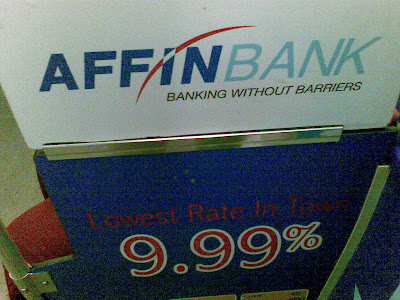 AFFINBANK
BANKING WITHOUT BARRIERS
Lowest Rate In Town
9.99%